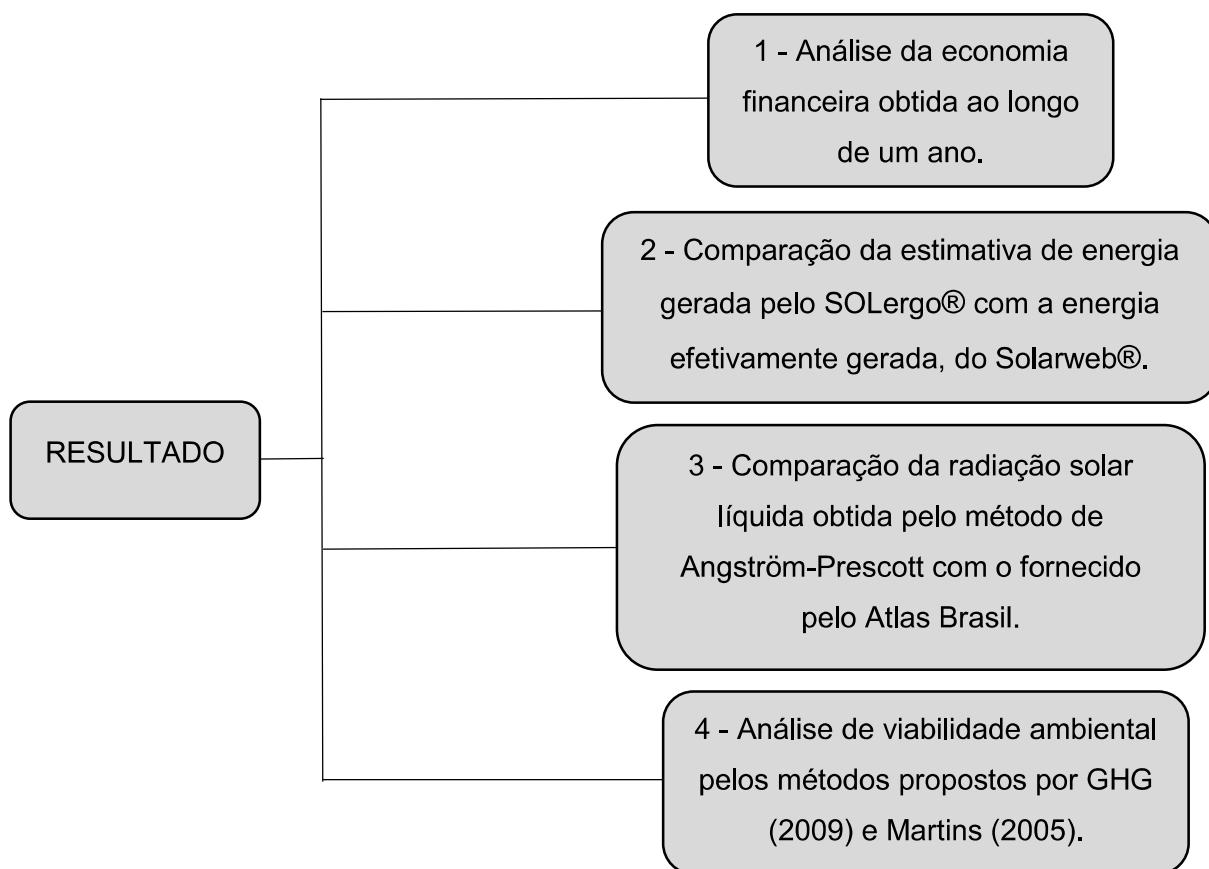 1 - Análise da economia
financeira obtida ao longo
de um ano.
2 - Comparação da estimativa de energia
gerada pelo SOLergo® com a energia
efetivamente gerada, do Solarweb®.
RESULTADO
3 - Comparação da radiação solar
líquida obtida pelo método de
Angström-Prescott com o fornecido
pelo Atlas Brasil.
4 - Análise de viabilidade ambiental
pelos métodos propostos por GHG
(2009) e Martins (2005).